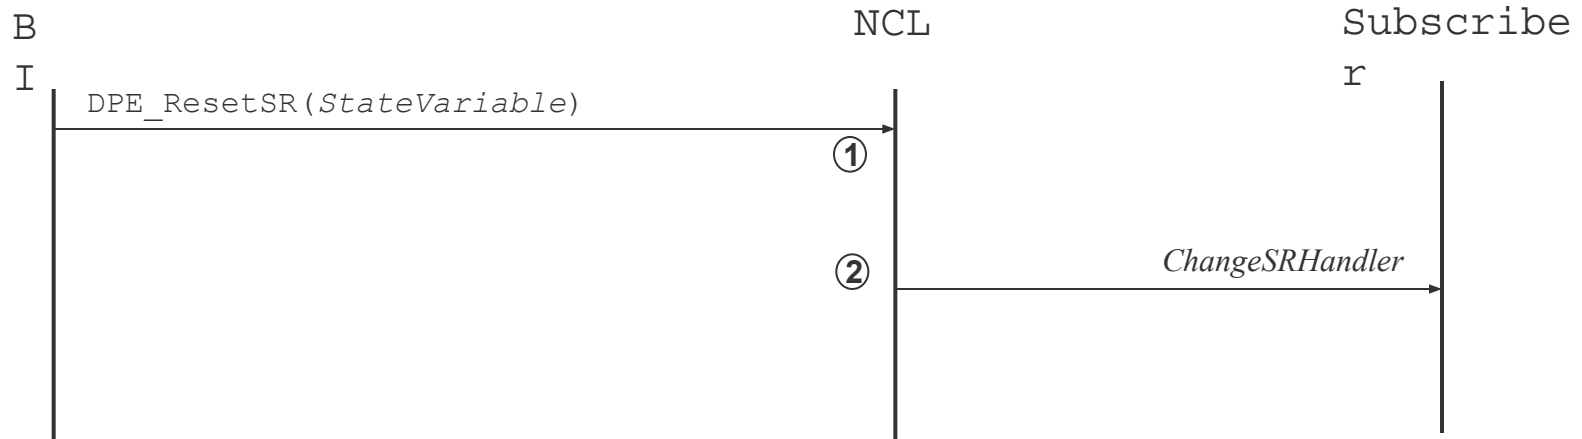 B
I
NCL
Subscribe
r
DPE_ResetSR(StateVariable)
1
2
ChangeSRHandler